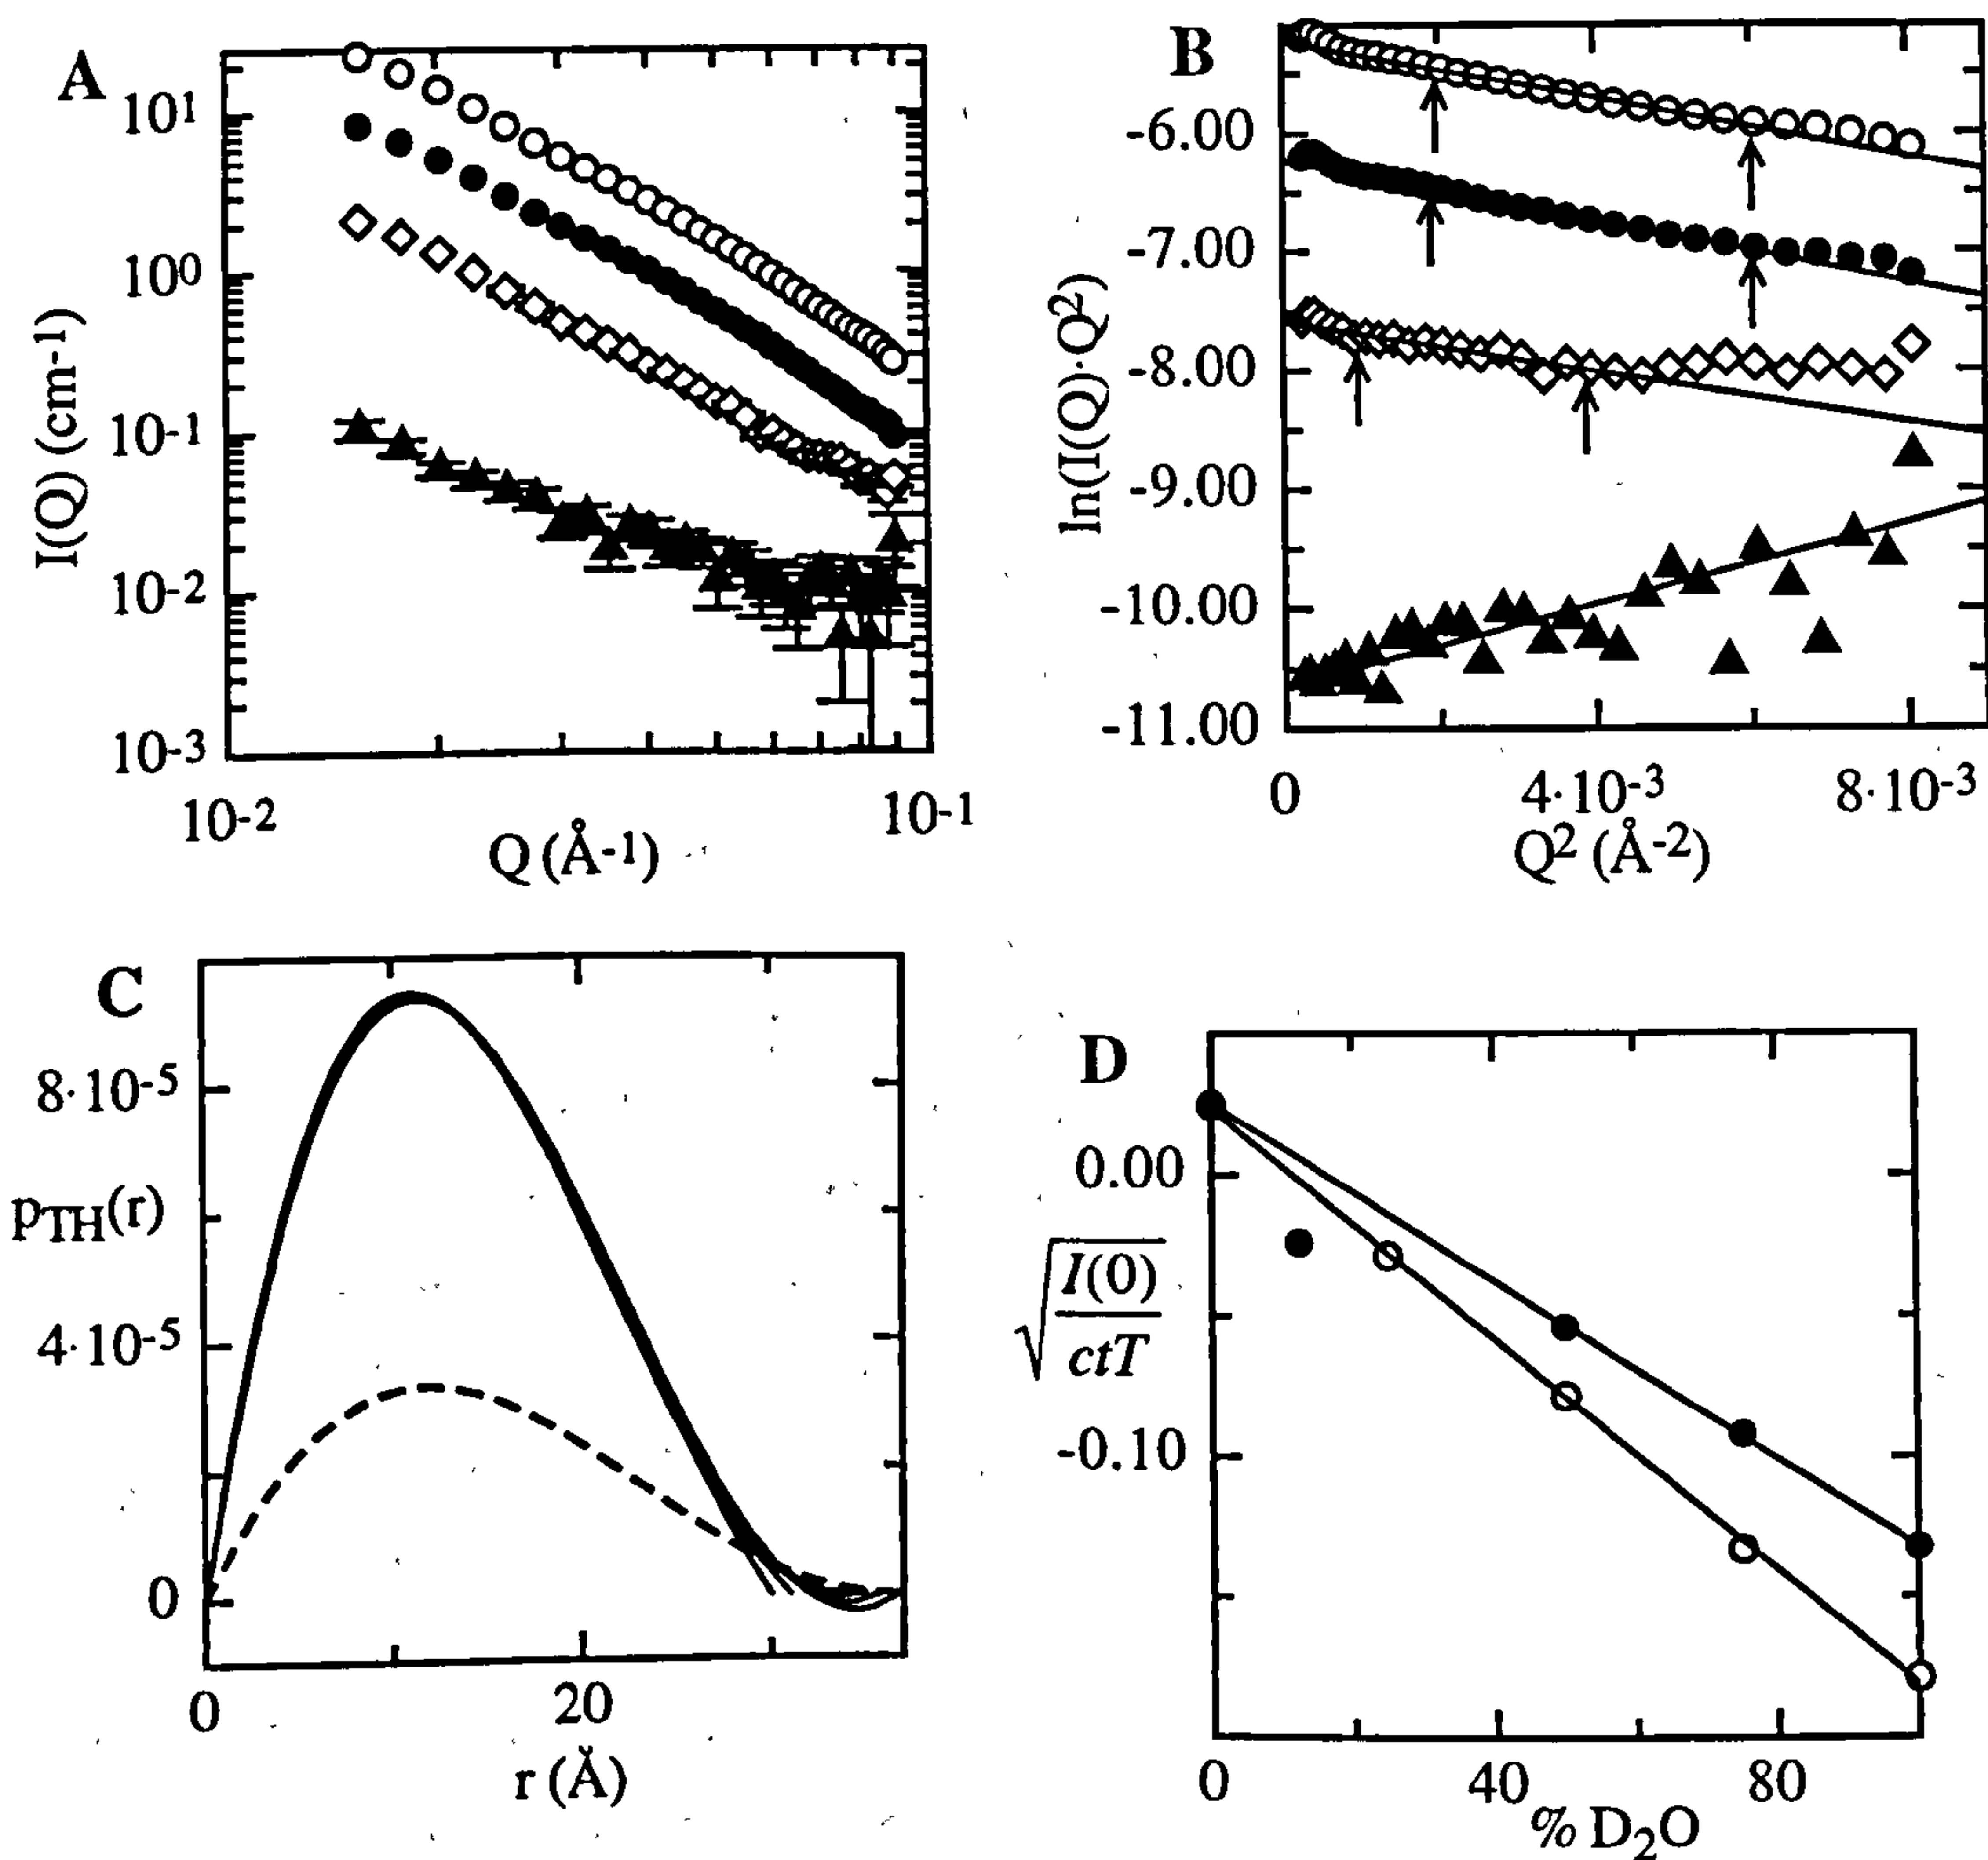 A
I(Q) (cm-1)
10¹
10⁰
10-1
10-2
10-3
10-2
10-1
Q (Å-1)
B
ln(I(Q)·Q2)
-6.00
-7.00
-8.00
-9.00
-10.00
-11.00
0
4·10-3
8·10-3
Q2 (Å-2)
C
pTH(r)
8·10-5
4·10-5
0
0
20
r (Å)
D
√I(0)/ctT
0.00
-0.10
0
40
80
% D₂O